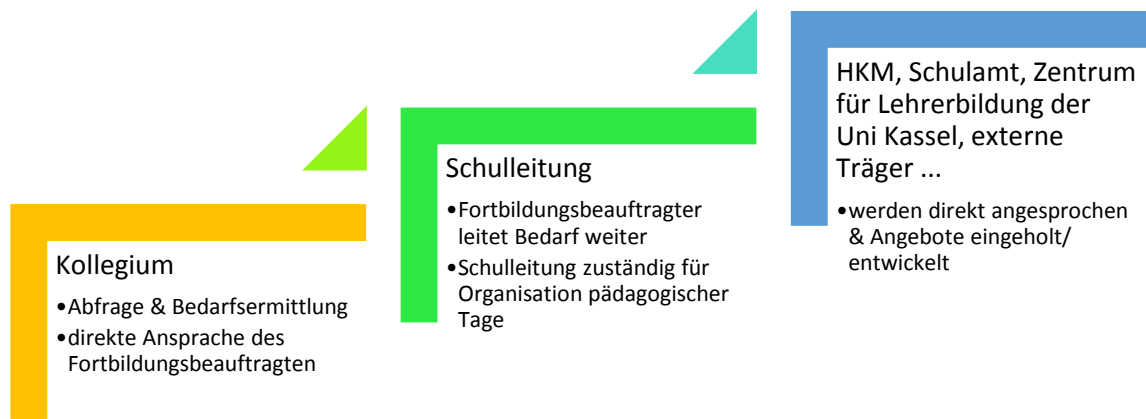 Kollegium
•Abfrage & Bedarfsermittlung
•direkte Ansprache des
Fortbildungsbeauftragten
Schulleitung
•Fortbildungsbeauftragter
leitet Bedarf weiter
•Schulleitung zuständig für
Organisation pädagogischer
Tage
HKM, Schulamt, Zentrum
für Lehrerbildung der
Uni Kassel, externe
Träger ...
•werden direkt angesprochen
& Angebote eingeholt/
entwickelt